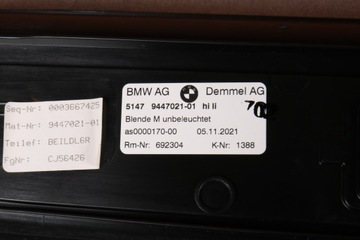 Seq-Nr: 0003667425
Mat-Nr: 9447021-01
Teilef: BEILDL6R
FgNr: CJ56426
BMW AG Demmel AG
5147 9447021-01 hi li
Blende M unbeleuchtet
as0000170-00 05.11.2021
Rm-Nr: 692304 K-Nr: 1388